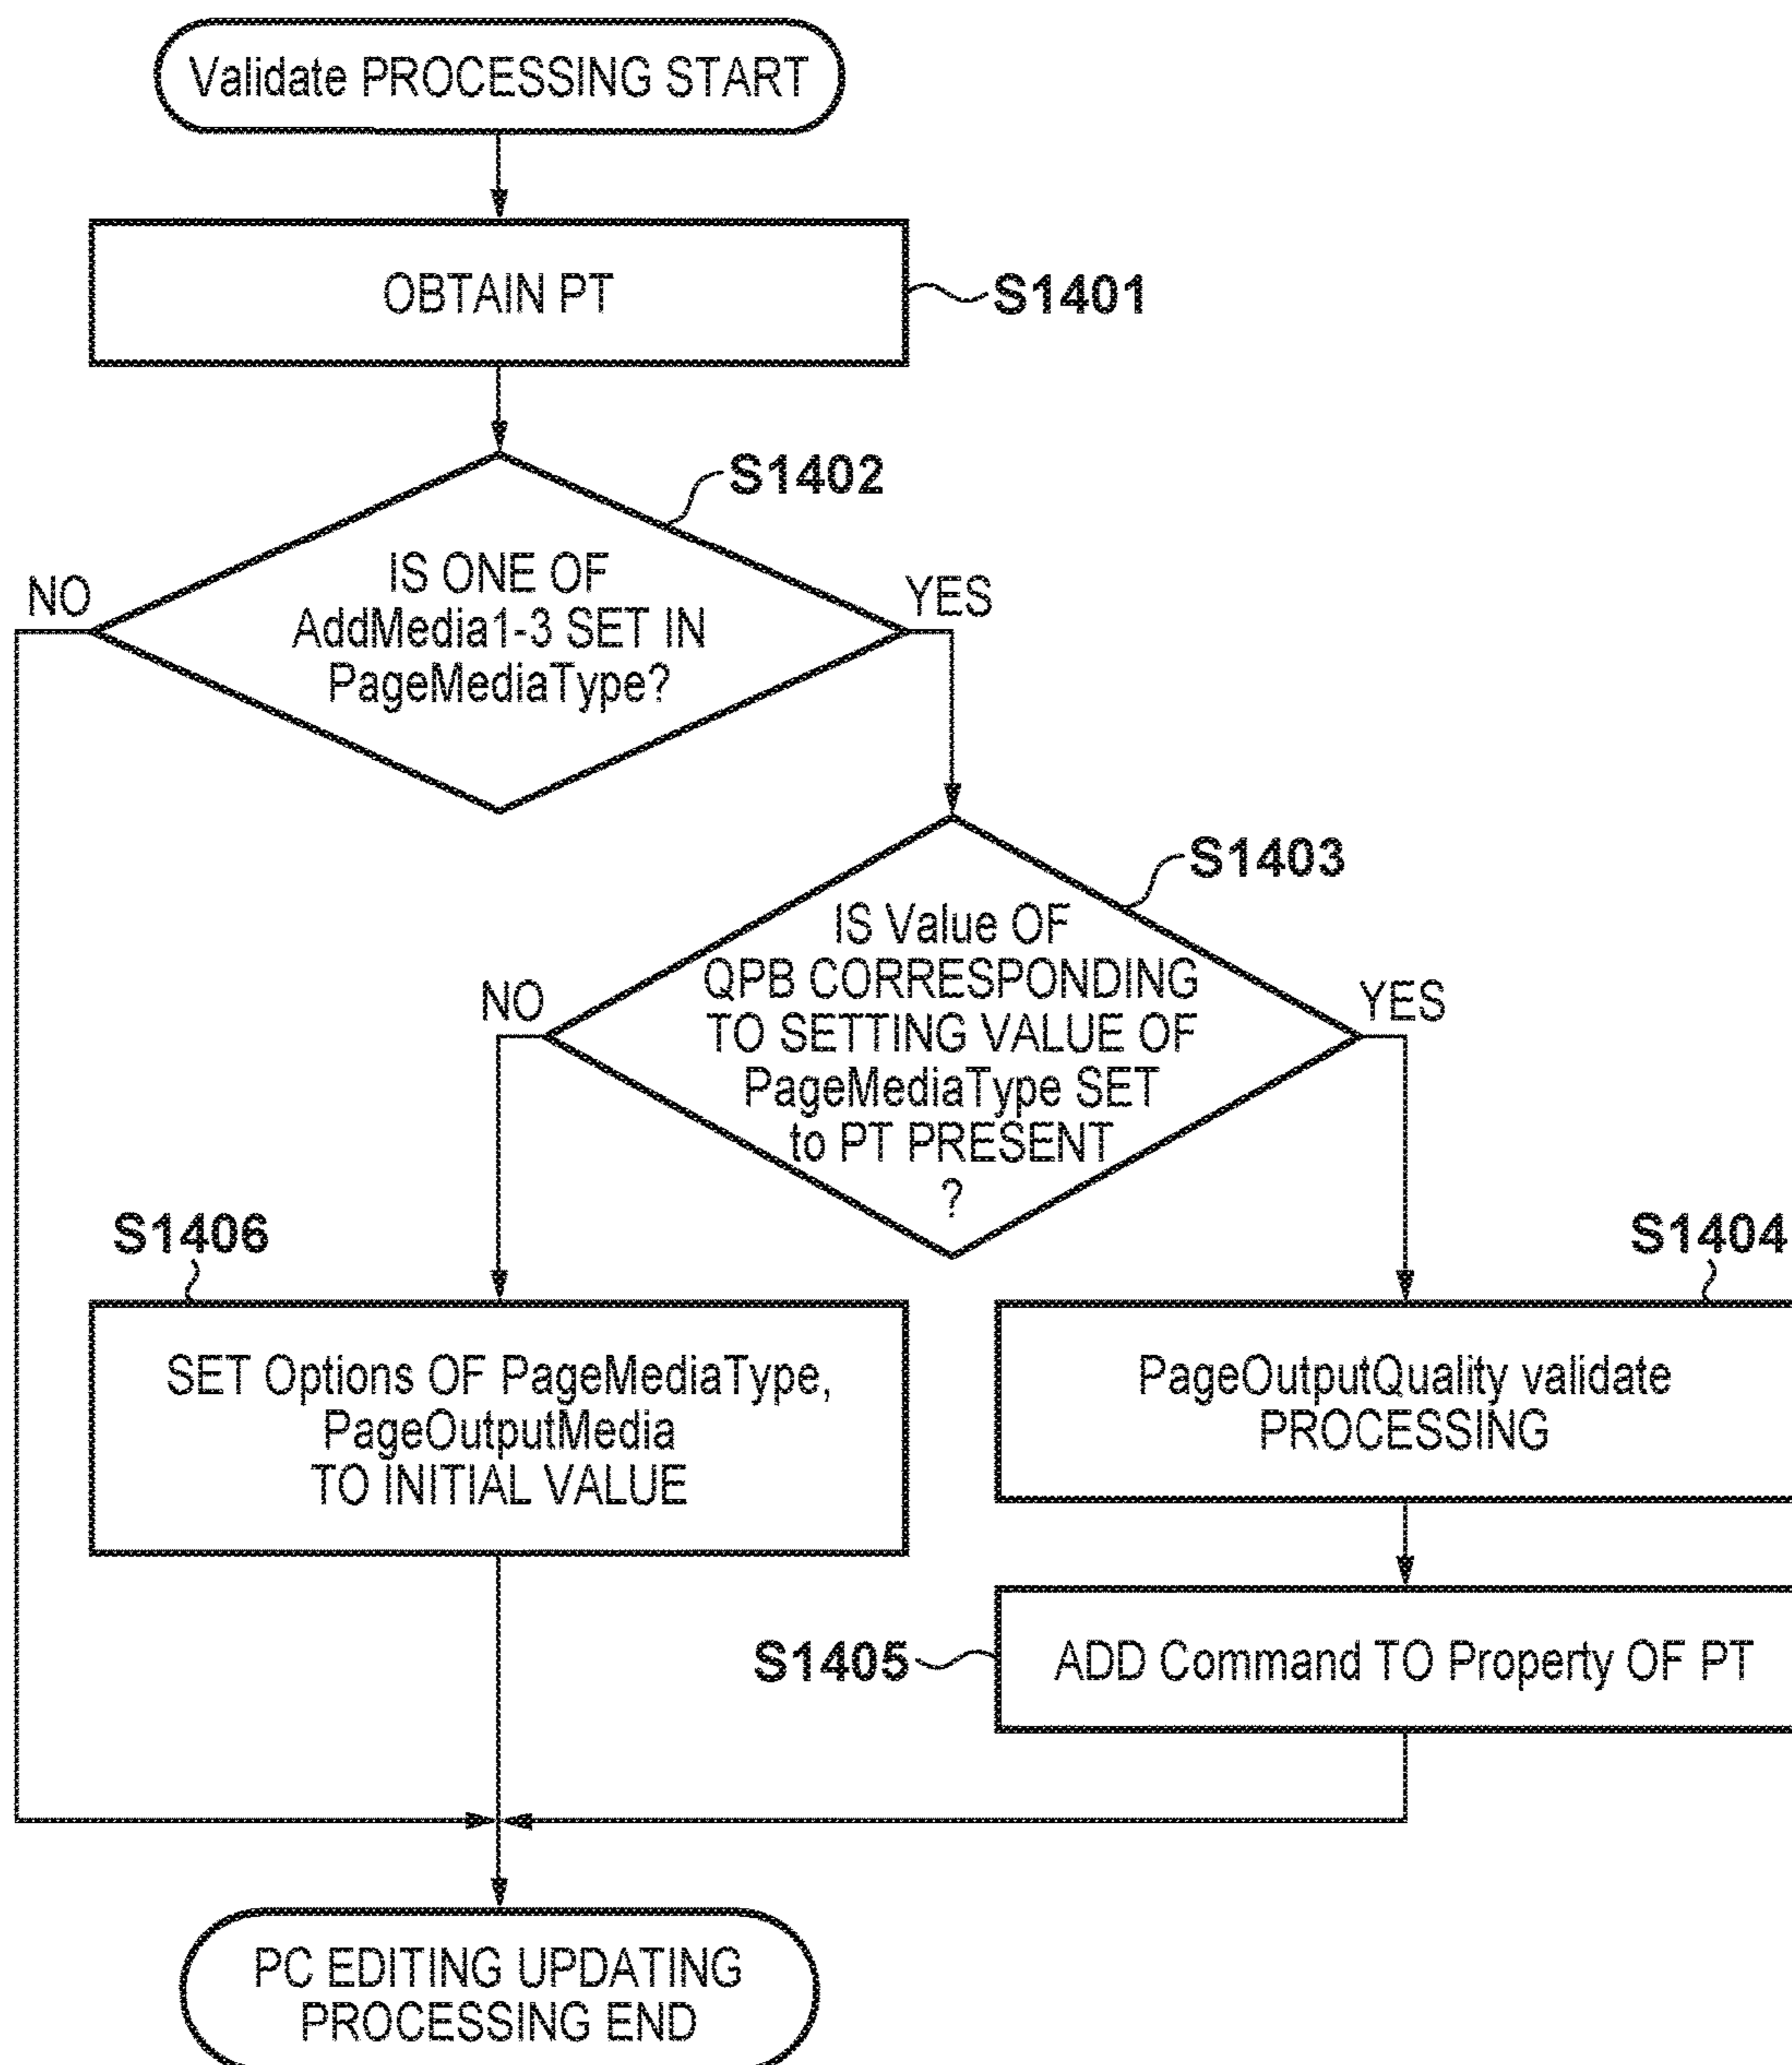 Validate PROCESSING START
OBTAIN PT
S1401
S1402
IS ONE OF
AddMedia1-3 SET IN
PageMediaType?
NO
YES
S1403
IS Value OF
QPB CORRESPONDING
TO SETTING VALUE OF
PageMediaType SET
to PT PRESENT
?
NO
YES
S1406
SET Options OF PageMediaType,
PageOutputMedia
TO INITIAL VALUE
S1404
PageOutputQuality validate
PROCESSING
S1405
ADD Command TO Property OF PT
PC EDITING UPDATING
PROCESSING END